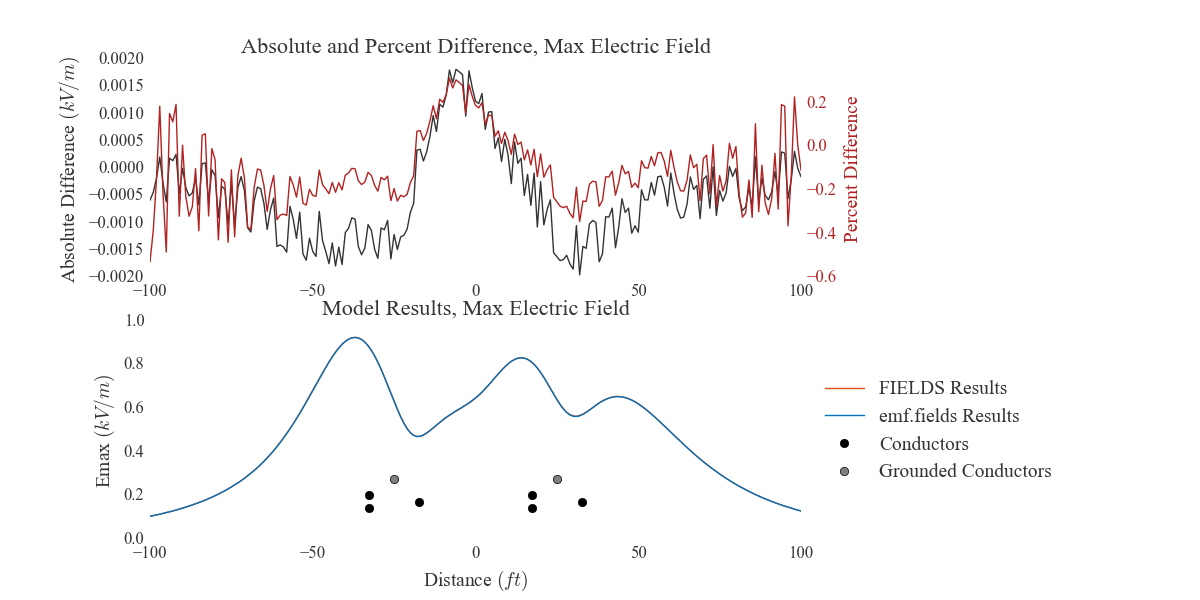 Absolute and Percent Difference, Max Electric Field
Absolute Difference (kV/m)
0.0020
0.0015
0.0010
0.0005
0.0000
−0.0005
−0.0010
−0.0015
−0.0020
0.2
0.0
−0.2
−0.4
−0.6
Percent Difference
−100 −50 0 50 100
Model Results, Max Electric Field
Emax (kV/m)
1.0
0.8
0.6
0.4
0.2
0.0
−100 −50 0 50 100
Distance (ft)
FIELDS Results
emf.fields Results
Conductors
Grounded Conductors